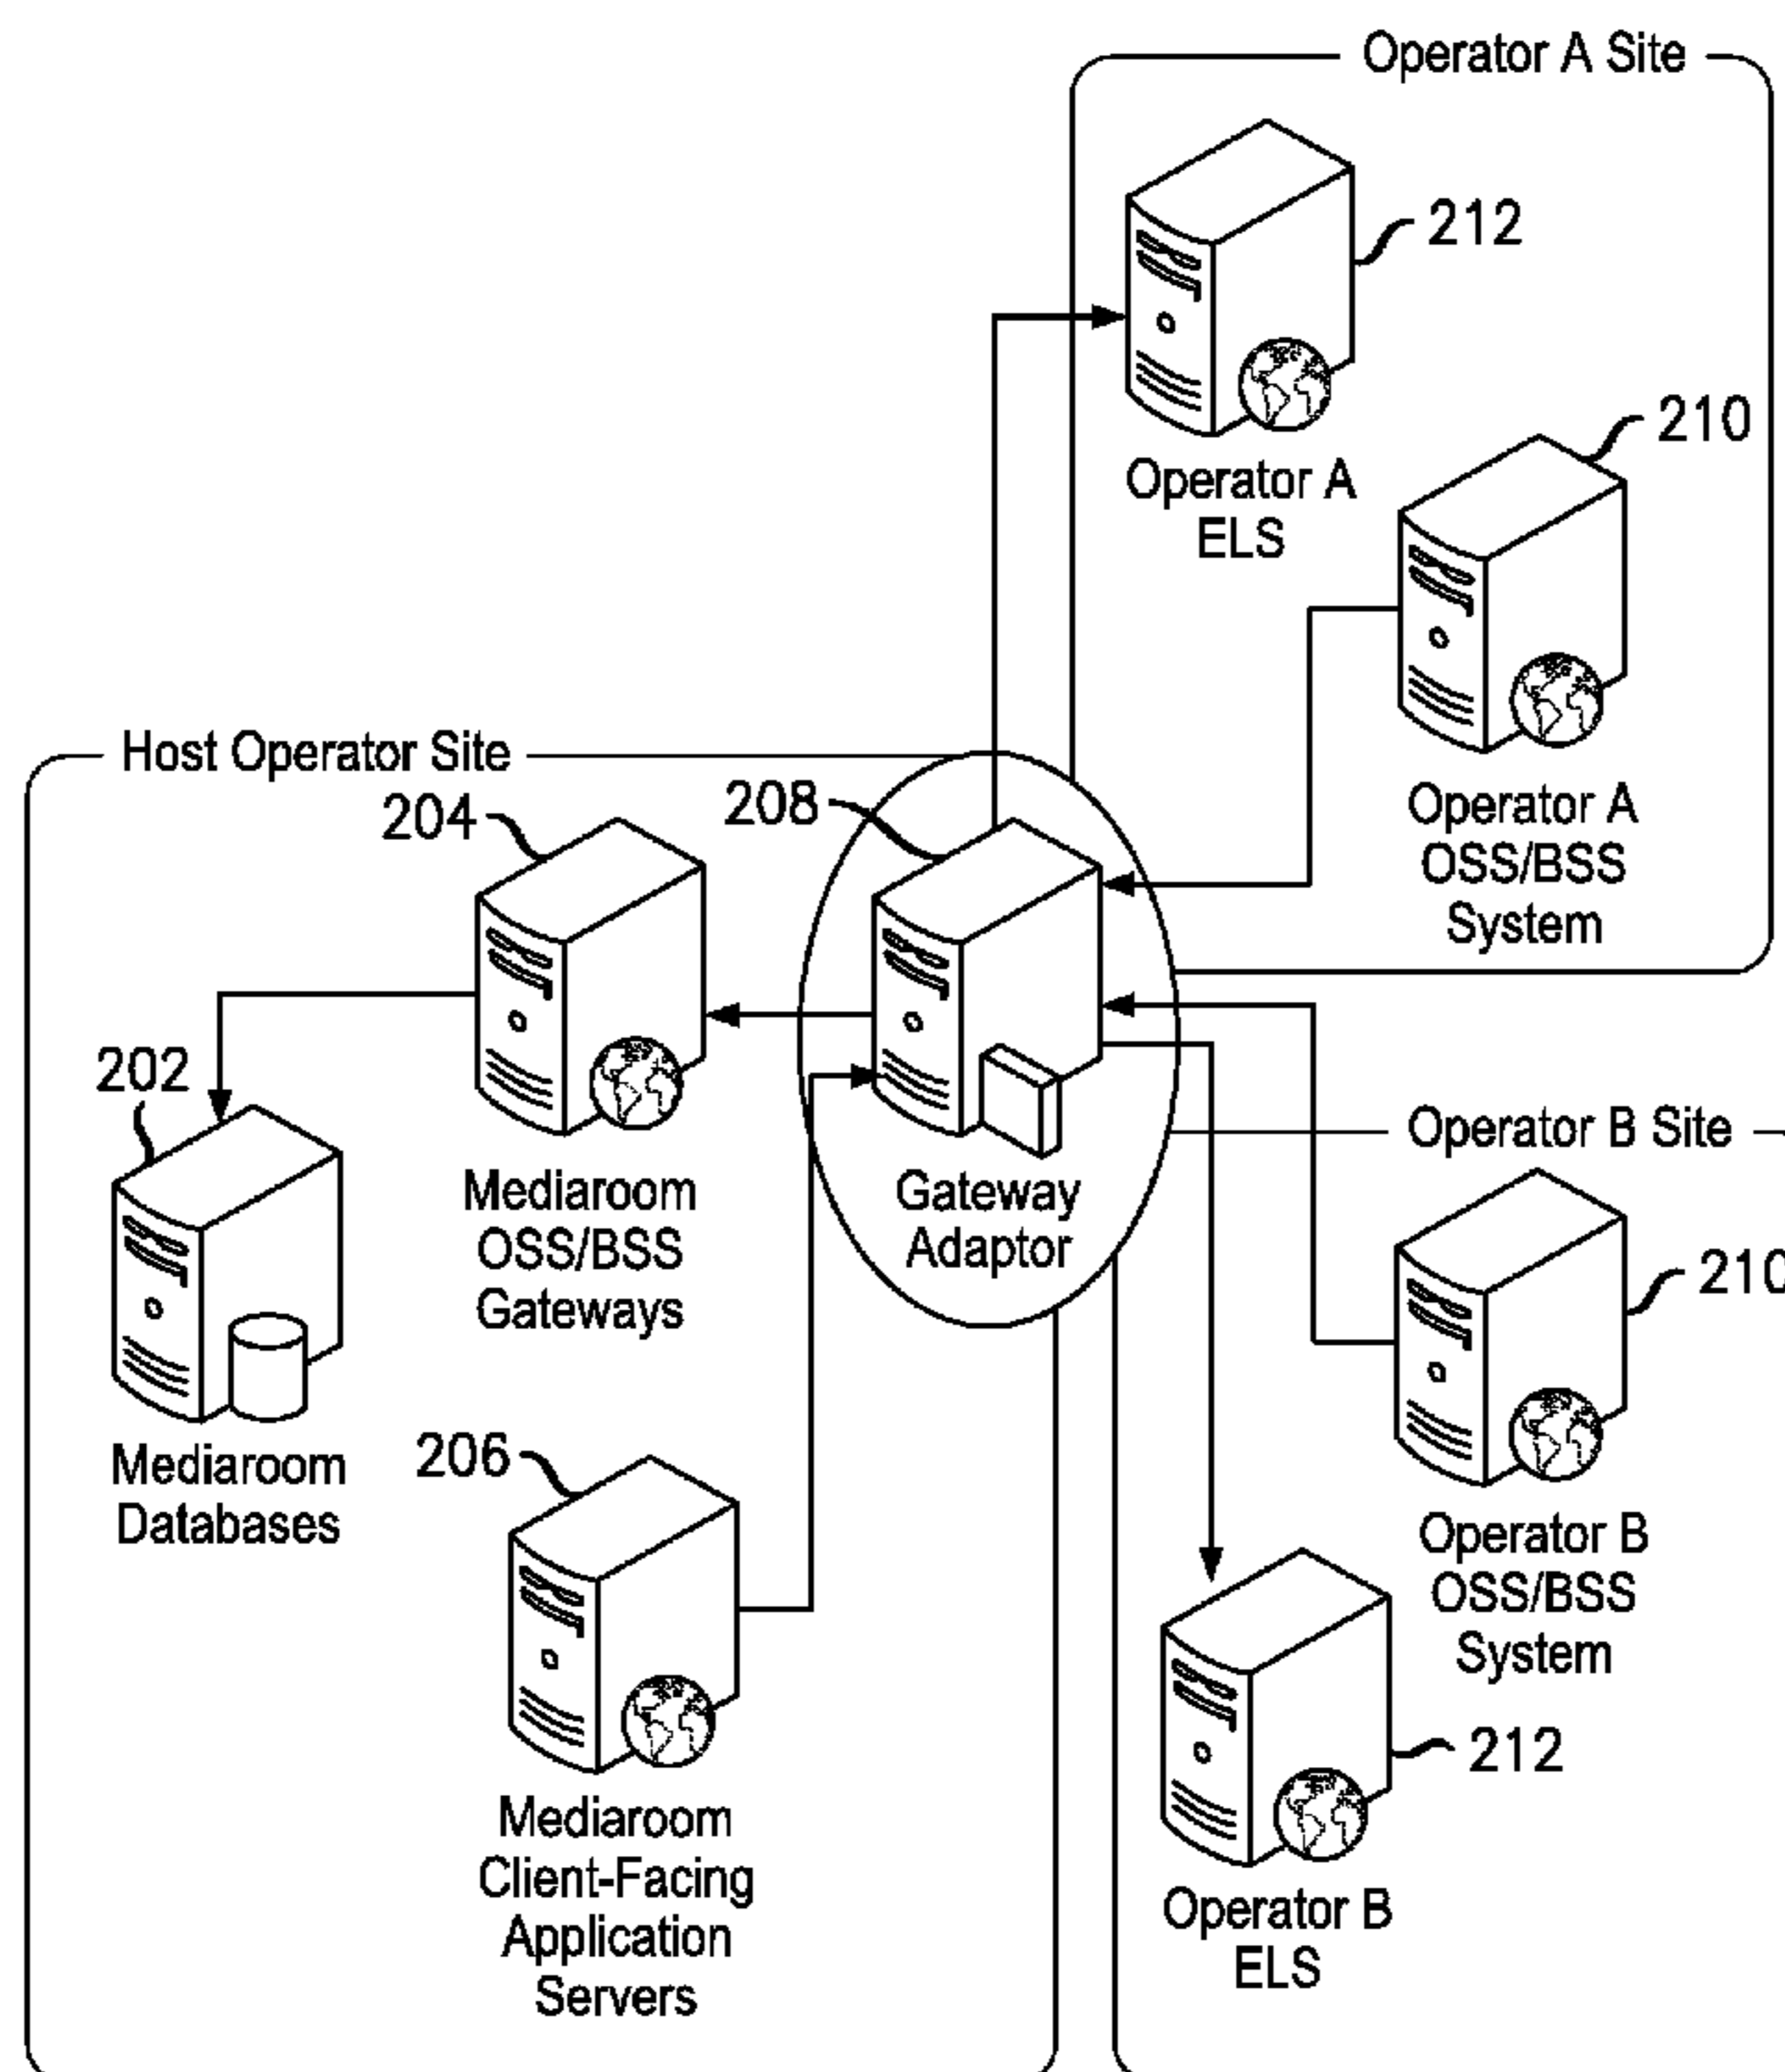 Operator A Site
212
Operator A
ELS
210
Operator A
OSS/BSS
System
Host Operator Site
204
208
202
Mediaroom
OSS/BSS
Gateways
Gateway
Adaptor
Mediaroom
Databases
206
Mediaroom
Client-Facing
Application
Servers
Operator B Site
210
Operator B
OSS/BSS
System
212
Operator B
ELS